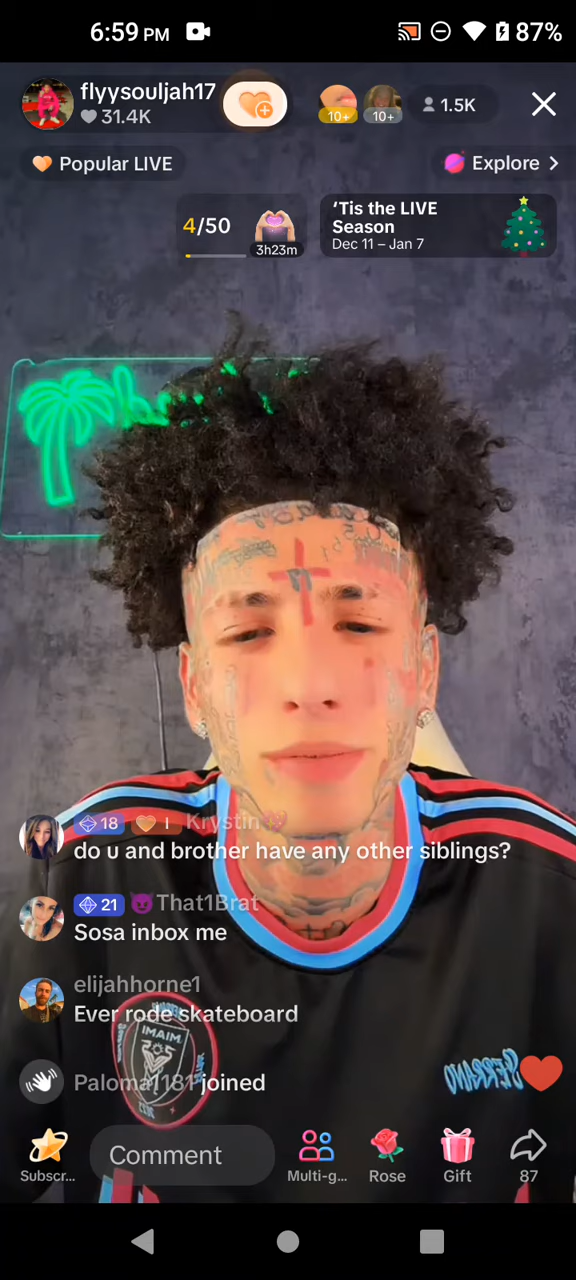 6:59 PM
87%
flyysouljah17
31.4K
10+
10+
1.5K
Popular LIVE
Explore >
4/50
3h23m
'Tis the LIVE
Season
Dec 11 – Jan 7
18 I Krystin
do u and brother have any other siblings?
21 That1Brat
Sosa inbox me
elijahhorne1
Ever rode skateboard
MIAMI
SERRANO
Paloma1181 joined
Subscr...
Comment
Multi-g...
Rose
Gift
87